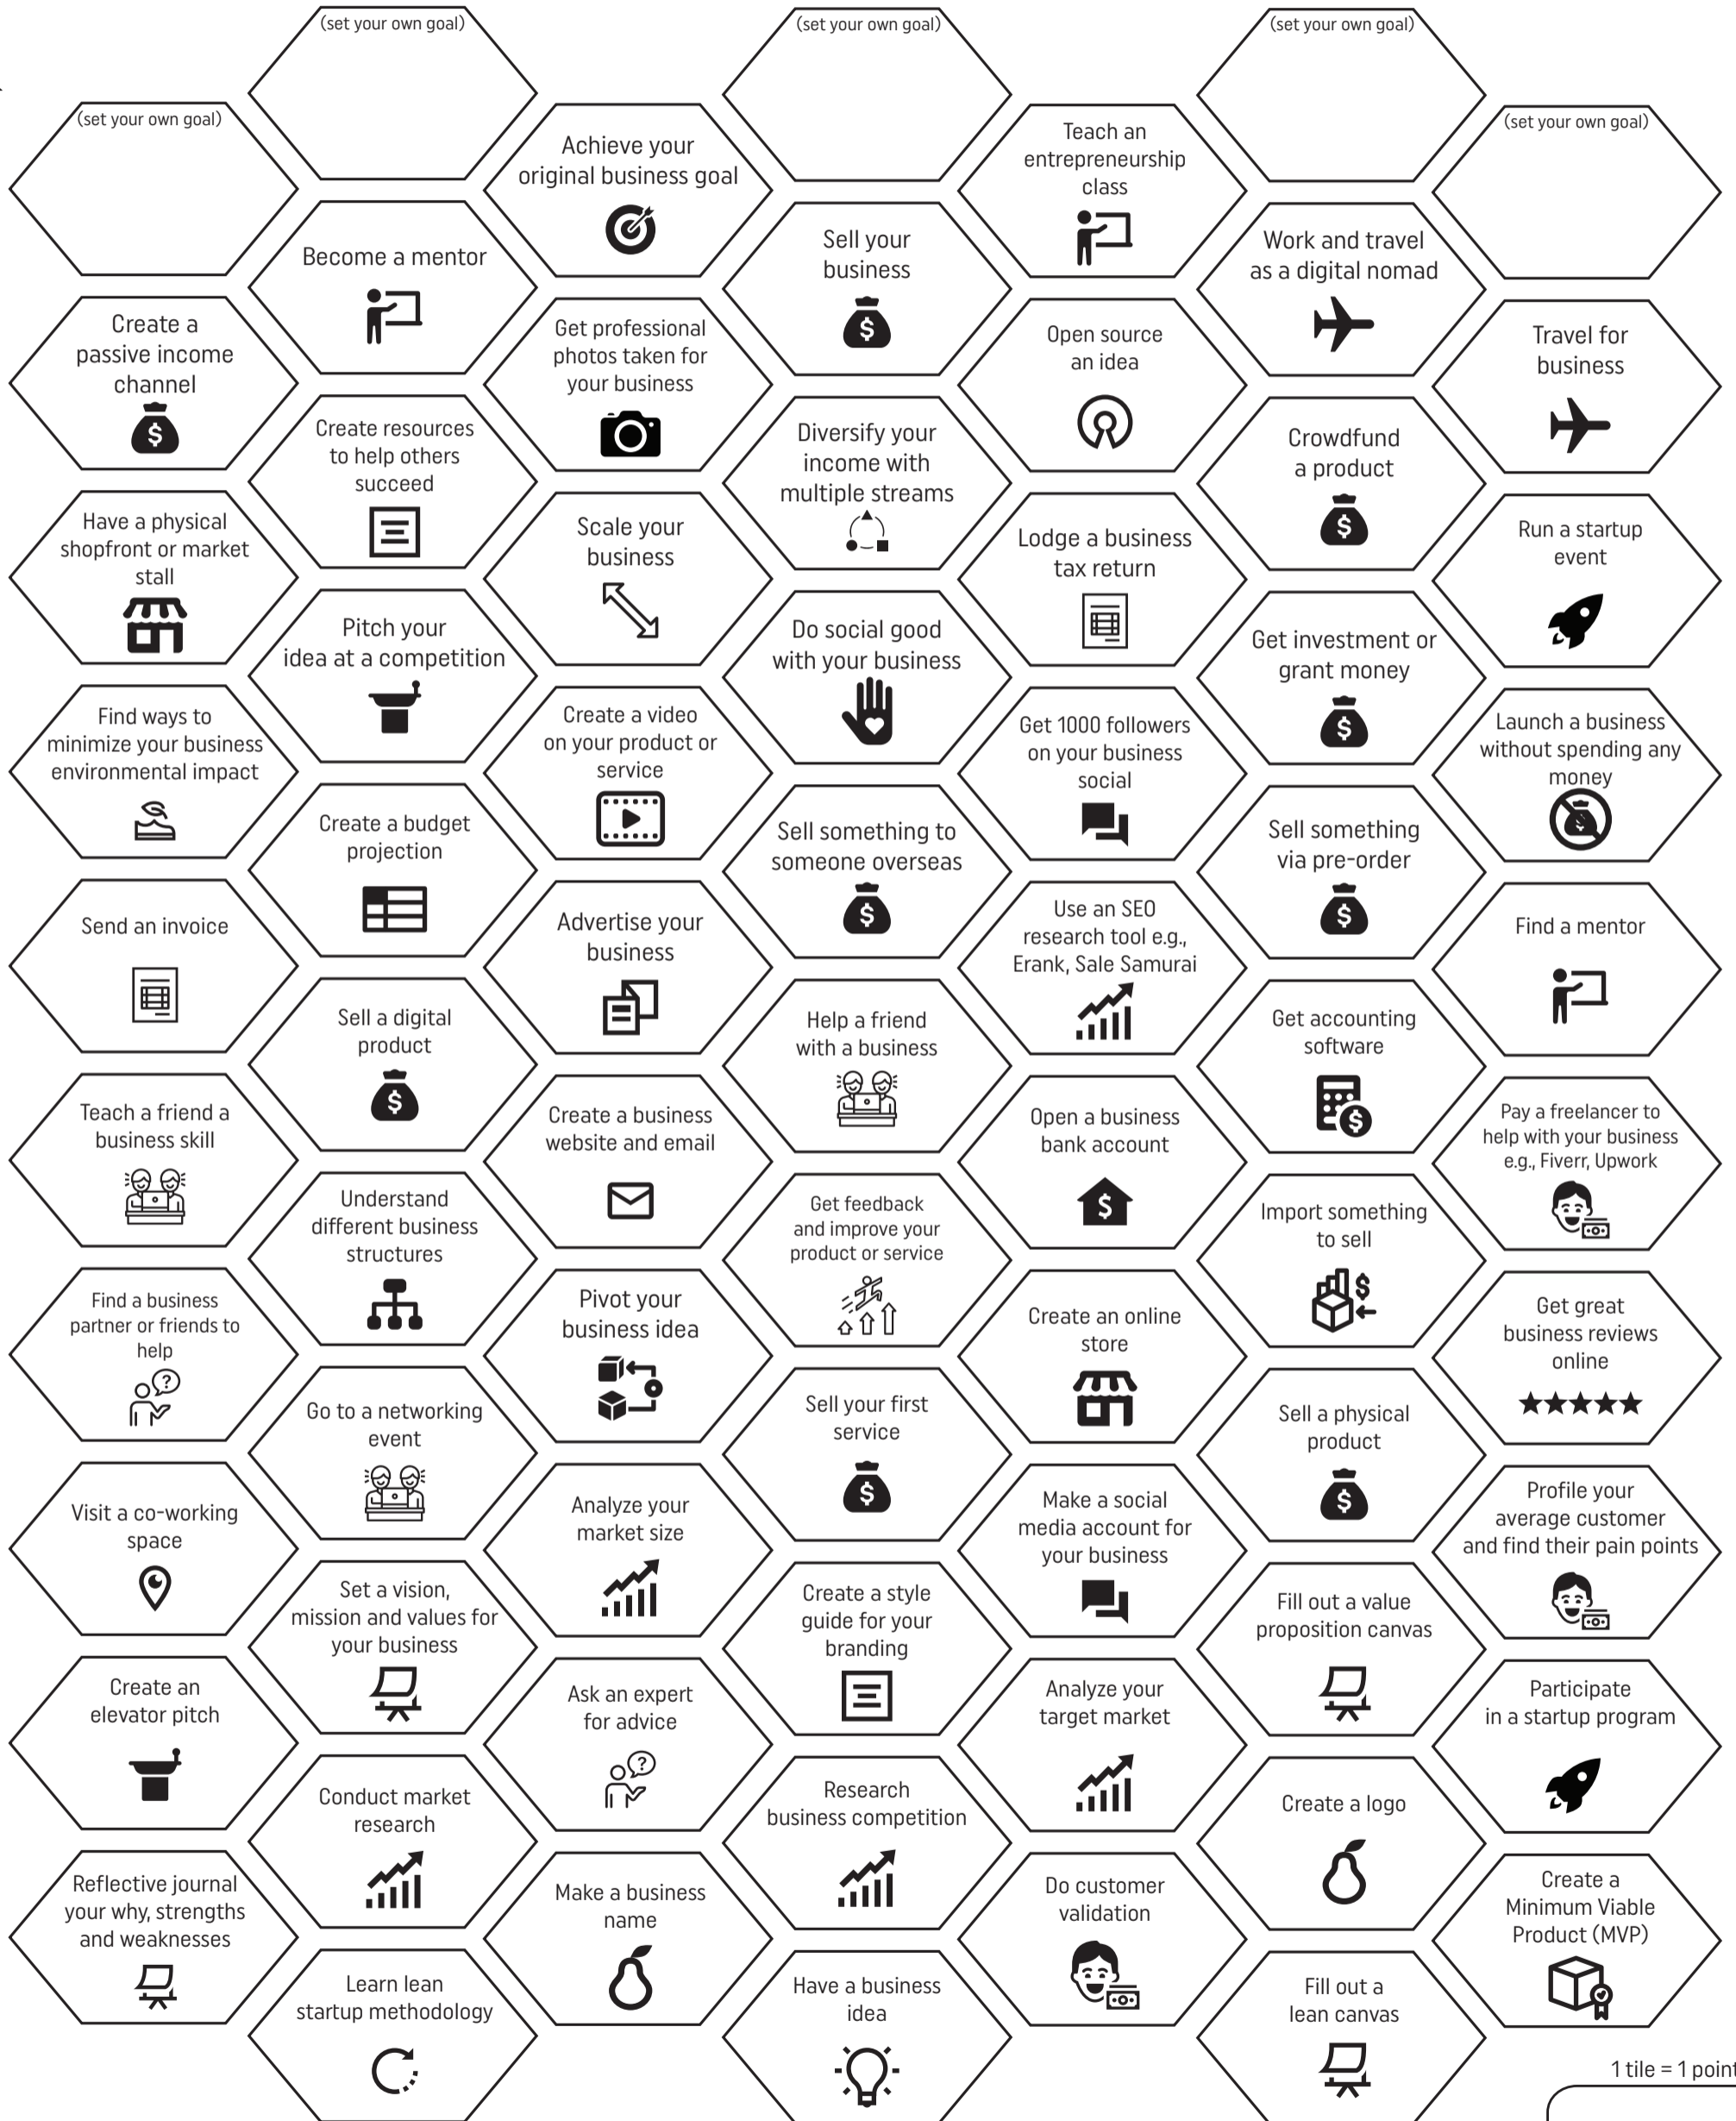 (set your own goal)
(set your own goal)
(set your own goal)
(set your own goal)
(set your own goal)
Achieve your
original business goal
Teach an
entrepreneurship
class
Become a mentor
Sell your
business
Work and travel
as a digital nomad
Create a
passive income
channel
Get professional
photos taken for
your business
Open source
an idea
Travel for
business
Create resources
to help others
succeed
Diversify your
income with
multiple streams
Crowdfund
a product
Have a physical
shopfront or market
stall
Scale your
business
Lodge a business
tax return
Run a startup
event
Pitch your
idea at a competition
Do social good
with your business
Get investment or
grant money
Find ways to
minimize your business
environmental impact
Create a video
on your product or
service
Get 1000 followers
on your business
social
Launch a business
without spending any
money
Create a budget
projection
Sell something to
someone overseas
Sell something
via pre-order
Send an invoice
Advertise your
business
Use an SEO
research tool e.g.,
Erank, Sale Samurai
Find a mentor
Sell a digital
product
Help a friend
with a business
Get accounting
software
Teach a friend a
business skill
Create a business
website and email
Open a business
bank account
Pay a freelancer to
help with your business
e.g., Fiverr, Upwork
Understand
different business
structures
Get feedback
and improve your
product or service
Import something
to sell
Find a business
partner or friends to
help
Pivot your
business idea
Create an online
store
Get great
business reviews
online
Go to a networking
event
Sell your first
service
Sell a physical
product
Visit a co-working
space
Analyze your
market size
Make a social
media account for
your business
Profile your
average customer
and find their pain points
Set a vision,
mission and values for
your business
Create a style
guide for your
branding
Fill out a value
proposition canvas
Create an
elevator pitch
Ask an expert
for advice
Analyze your
target market
Participate
in a startup program
Conduct market
research
Research
business competition
Create a logo
Reflective journal
your why, strengths
and weaknesses
Make a business
name
Do customer
validation
Create a
Minimum Viable
Product (MVP)
Learn lean
startup methodology
Have a business
idea
Fill out a
lean canvas
1 tile = 1 point